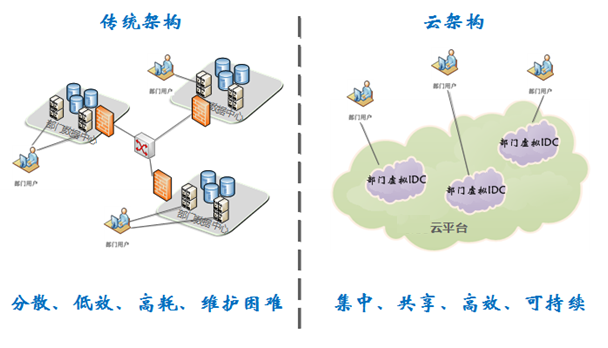 传统架构
云架构
部门用户
部门数据中心
部门用户
数据中心
部门用户
部门数据中心
部门用户
部门用户
部门用户
部门用户
部门虚拟IDC
部门虚拟IDC
部门虚拟IDC
云平台
分散、低效、高耗、维护困难
集中、共享、高效、可持续